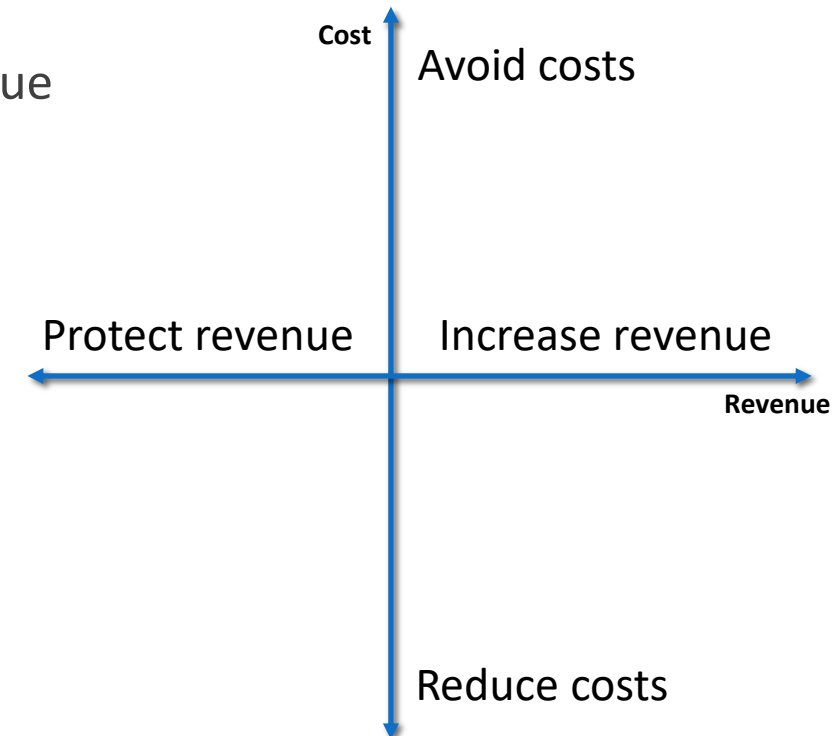 Cost
Avoid costs
ue
Protect revenue
Increase revenue
Revenue
Reduce costs